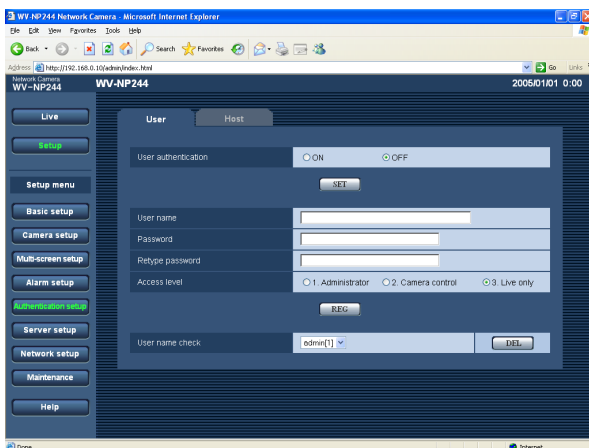 WV-NP244 Network Camera - Microsoft Internet Explorer
File Edit View Favorites Tools Help
Back Search Favorites
Address http://192.168.0.10/admin/index.html Go Links
Network Camera
WV-NP244
WV-NP244
2005/01/01 0:00
Live
Setup
Setup menu
Basic setup
Camera setup
Multi-screen setup
Alarm setup
Authentication setup
Server setup
Network setup
Maintenance
Help
User Host
User authentication ON OFF
SET
User name
Password
Retype password
Access level 1. Administrator 2. Camera control 3. Live only
REG
User name check admin[1] DEL
Done Internet